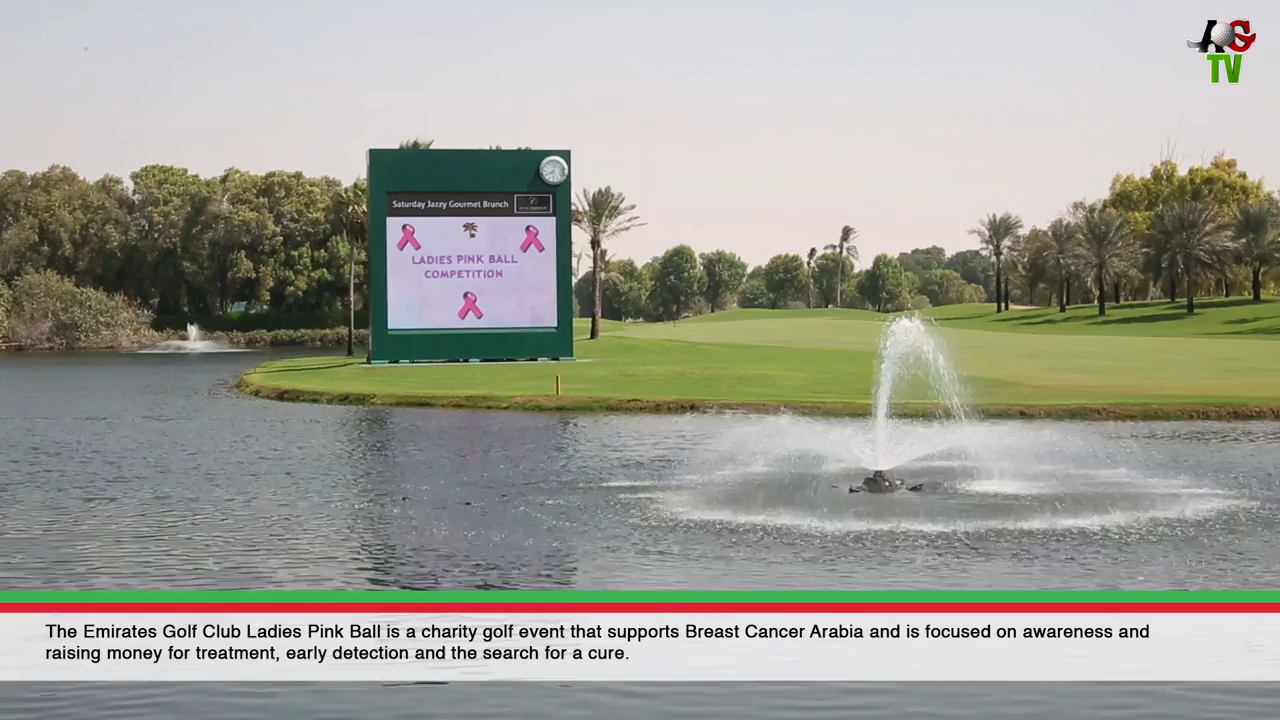 AG
TV
Saturday Jazzy Gourmet Brunch
LADIES PINK BALL
COMPETITION
The Emirates Golf Club Ladies Pink Ball is a charity golf event that supports Breast Cancer Arabia and is focused on awareness and
raising money for treatment, early detection and the search for a cure.